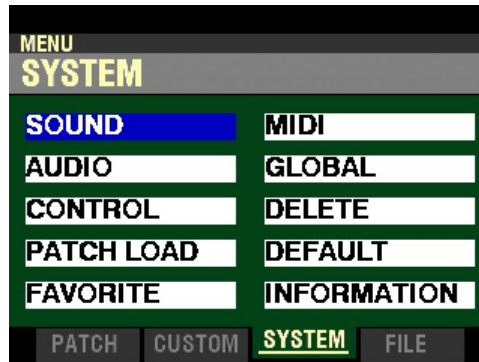 MENU
SYSTEM
SOUND
MIDI
AUDIO
GLOBAL
CONTROL
DELETE
PATCH LOAD
DEFAULT
FAVORITE
INFORMATION
PATCH CUSTOM SYSTEM FILE